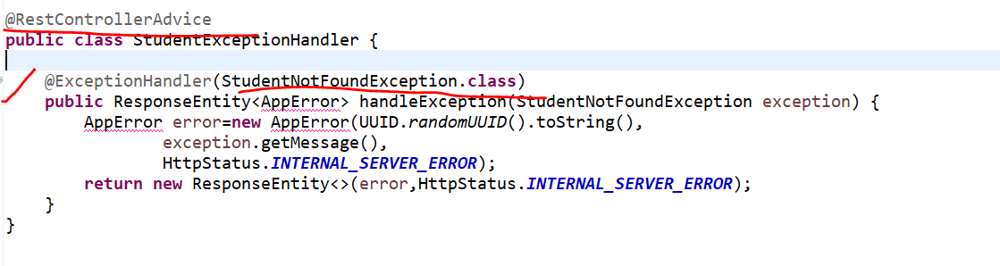 @RestControllerAdvice
public class StudentExceptionHandler {
@ExceptionHandler(StudentNotFoundException.class)
public ResponseEntity<AppError> handleException(StudentNotFoundException exception) {
AppError error=new AppError(UUID.randomUUID().toString(),
exception.getMessage(),
HttpStatus.INTERNAL_SERVER_ERROR);
return new ResponseEntity<>(error,HttpStatus.INTERNAL_SERVER_ERROR);
}
}